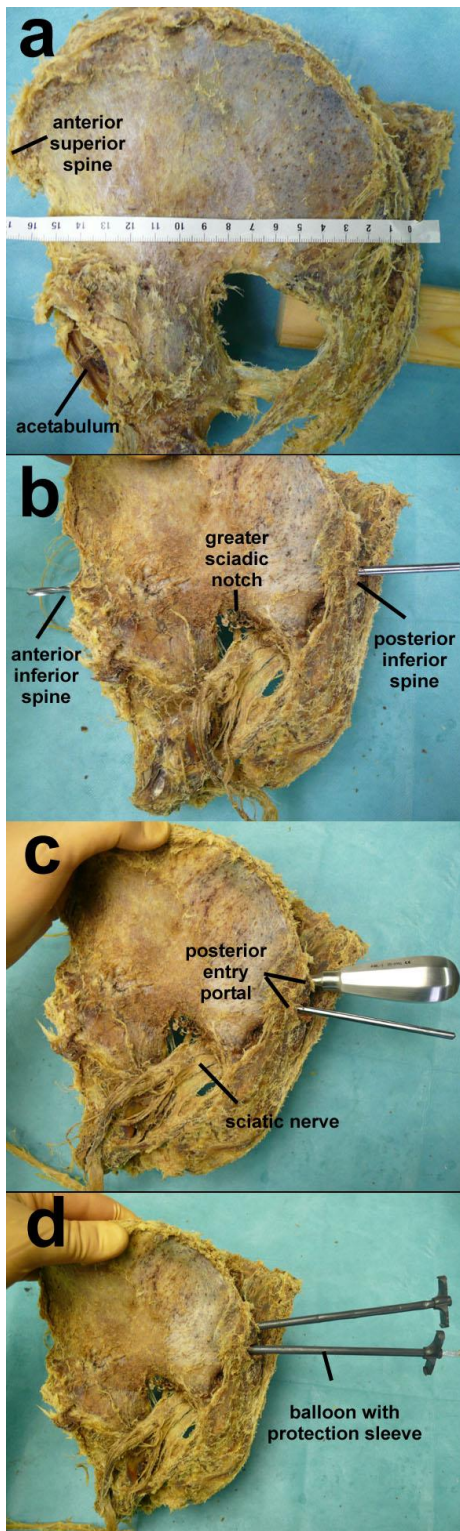 a
anterior
superior
spine
16 15 14 13 12 11 10 9 8 7 6 5 4 3 2 1 0
acetabulum
b
greater
sciadic
notch
anterior
inferior
spine
posterior
inferior
spine
c
posterior
entry
portal
sciatic nerve
d
balloon with
protection sleeve